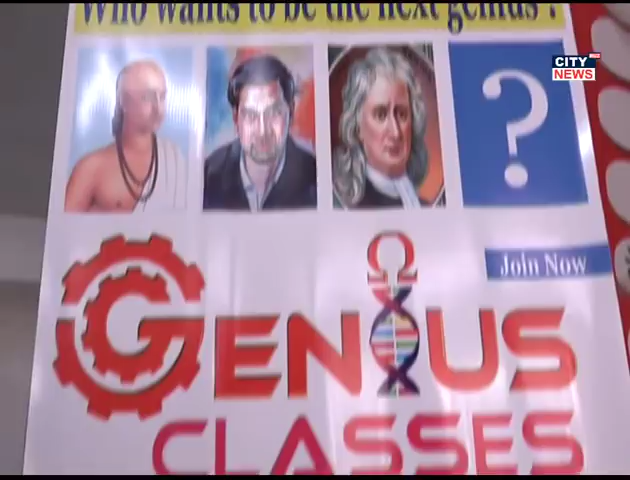 Who wants to be the next genius ?
CITY
NEWS
?
Join Now
GENIUS
CLASSES